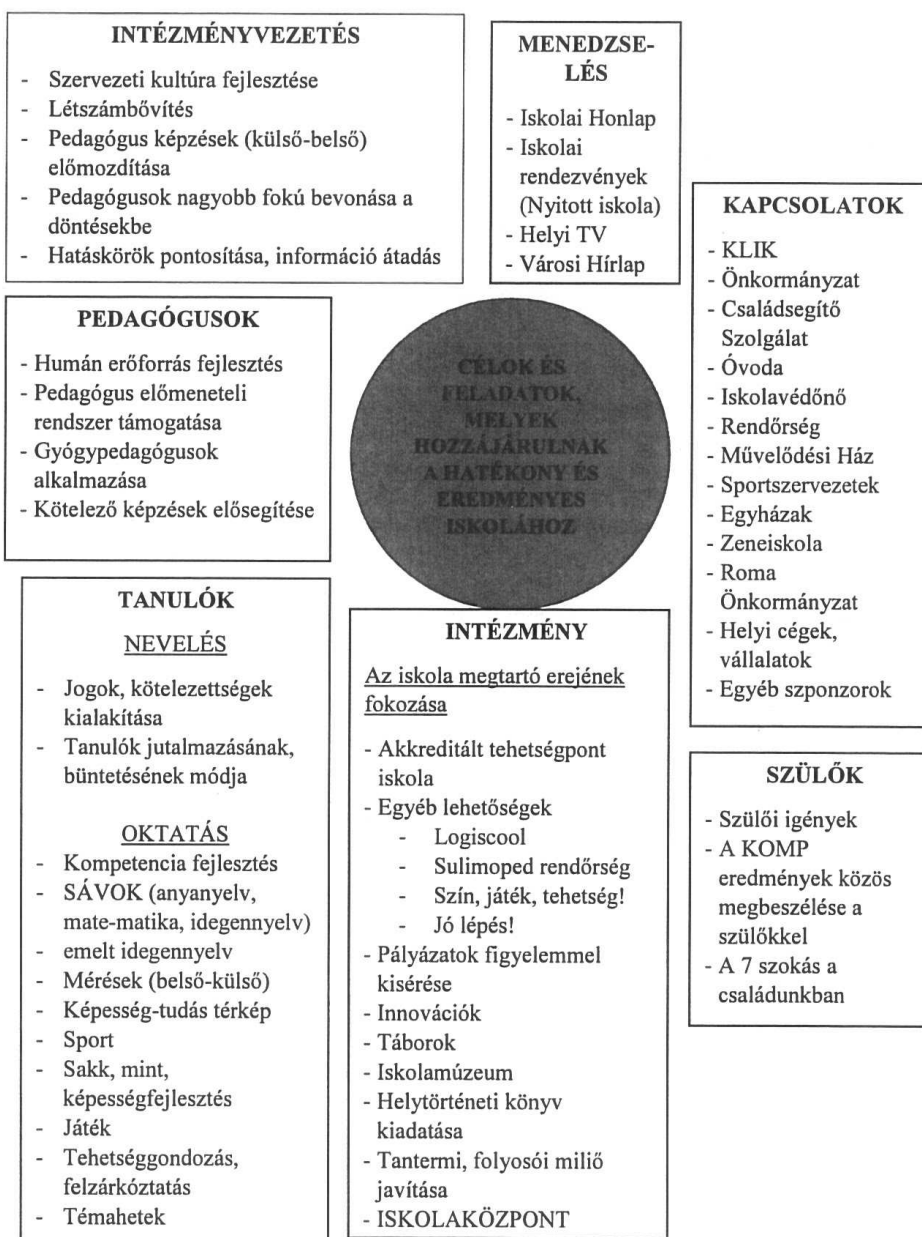 INTÉZMÉNYVEZETÉS
- Szervezeti kultúra fejlesztése
- Létszámbővítés
- Pedagógus képzések (külső-belső)
előmozdítása
- Pedagógusok nagyobb fokú bevonása a
döntésekbe
- Hatáskörök pontosítása, információ átadás
MENEDZSE-
LÉS
- Iskolai Honlap
- Iskolai
rendezvények
(Nyitott iskola)
- Helyi TV
- Városi Hírlap
KAPCSOLATOK
- KLIK
- Önkormányzat
- Családsegítő
Szolgálat
- Óvoda
- Iskolavédőnő
- Rendőrség
- Művelődési Ház
- Sportszervezetek
- Egyházak
- Zeneiskola
- Roma
Önkormányzat
- Helyi cégek,
vállalatok
- Egyéb szponzorok
PEDAGÓGUSOK
- Humán erőforrás fejlesztés
- Pedagógus előmeneteli
rendszer támogatása
- Gyógypedagógusok
alkalmazása
- Kötelező képzések elősegítése
CÉLOK ÉS
FELADATOK,
MELYEK
HOZZÁJÁRULNAK
A HATÉKONY ÉS
EREDMÉNYES
ISKOLÁHOZ
TANULÓK
NEVELÉS
- Jogok, kötelezettségek
kialakítása
- Tanulók jutalmazásának,
büntetésének módja
OKTATÁS
- Kompetencia fejlesztés
- SÁVOK (anyanyelv,
mate-matika, idegennyelv)
- emelt idegennyelv
- Mérések (belső-külső)
- Képesség-tudás térkép
- Sport
- Sakk, mint,
képességfejlesztés
- Játék
- Tehetséggondozás,
felzárkóztatás
- Témahetek
INTÉZMÉNY
Az iskola megtartó erejének
fokozása
- Akkreditált tehetségpont
iskola
- Egyéb lehetőségek
- Logiscool
- Sulimoped rendőrség
- Szín, játék, tehetség!
- Jó lépés!
- Pályázatok figyelemmel
kisérése
- Innovációk
- Táborok
- Iskolamúzeum
- Helytörténeti könyv
kiadatása
- Tantermi, folyosói miliő
javítása
- ISKOLAKÖZPONT
SZÜLŐK
- Szülői igények
- A KOMP
eredmények közös
megbeszélése a
szülőkkel
- A 7 szokás a
családunkban